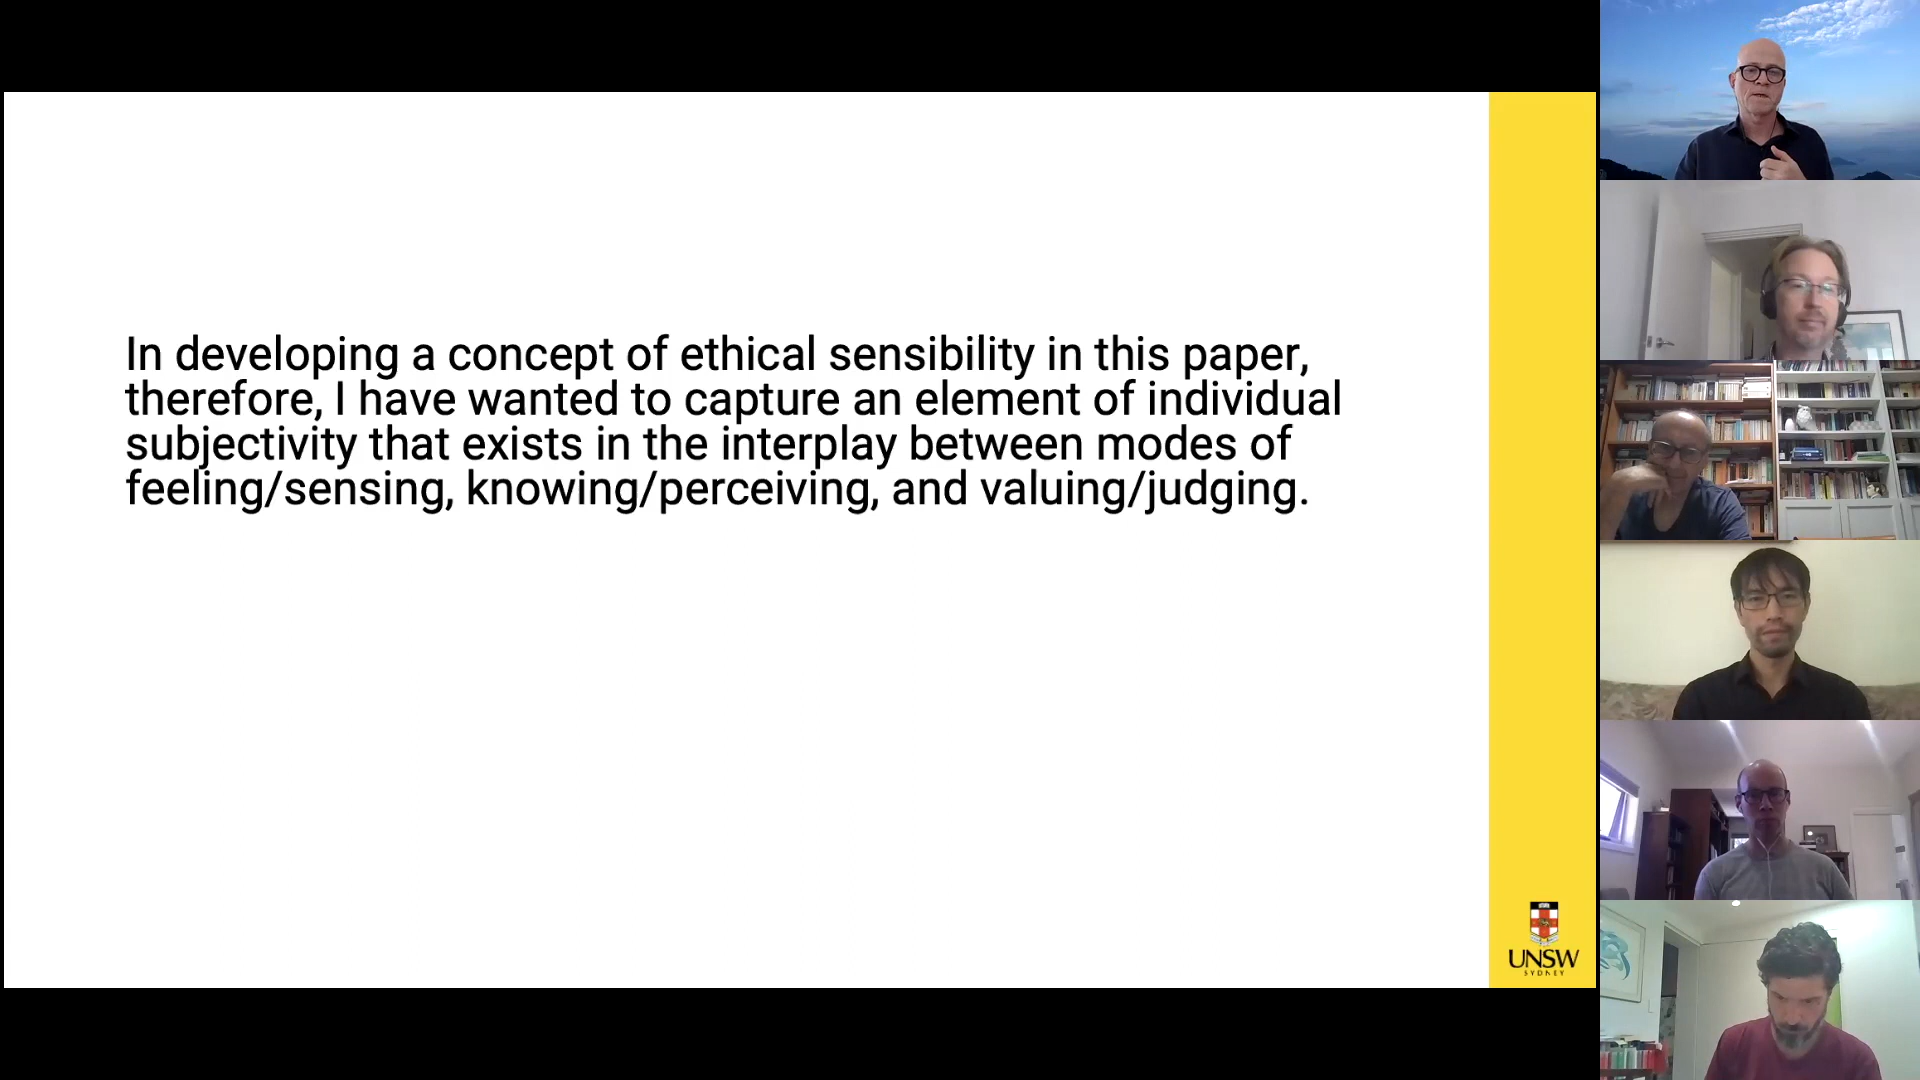 In developing a concept of ethical sensibility in this paper,
therefore, I have wanted to capture an element of individual
subjectivity that exists in the interplay between modes of
feeling/sensing, knowing/perceiving, and valuing/judging.
UNSW
SYDNEY